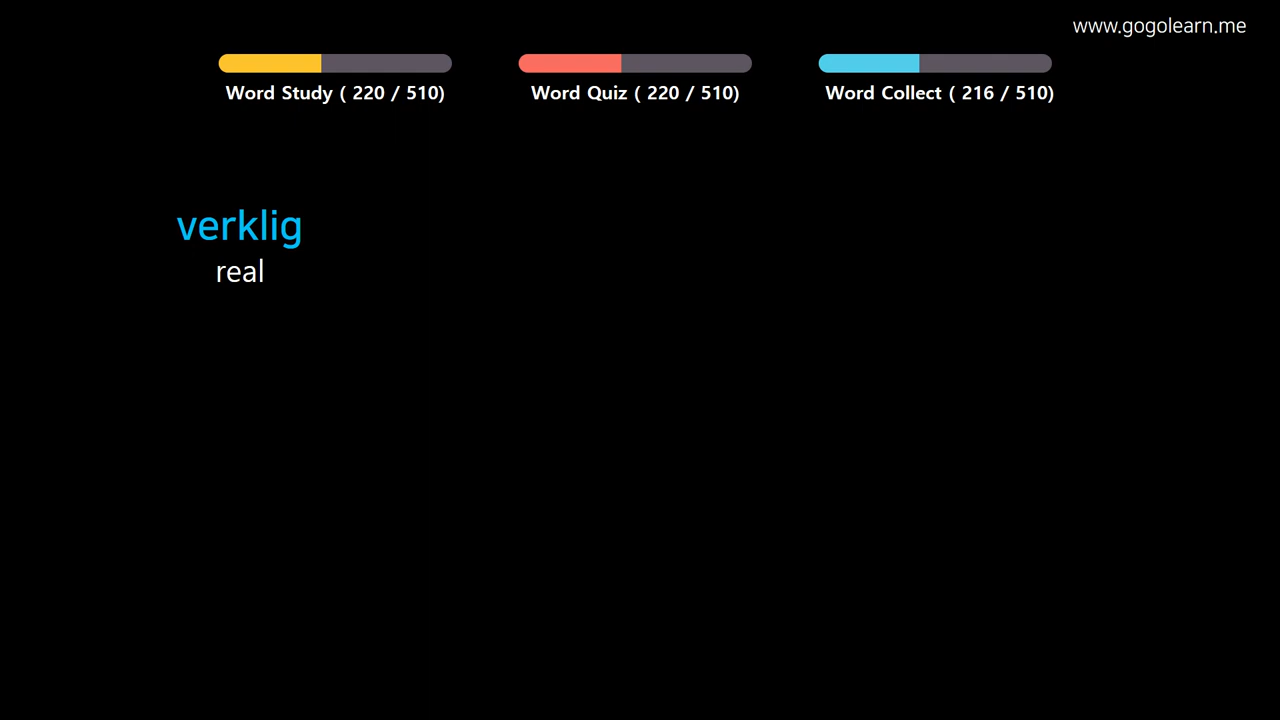 www.gogolearn.me
Word Study ( 220 / 510)
Word Quiz ( 220 / 510)
Word Collect ( 216 / 510)
verklig
real